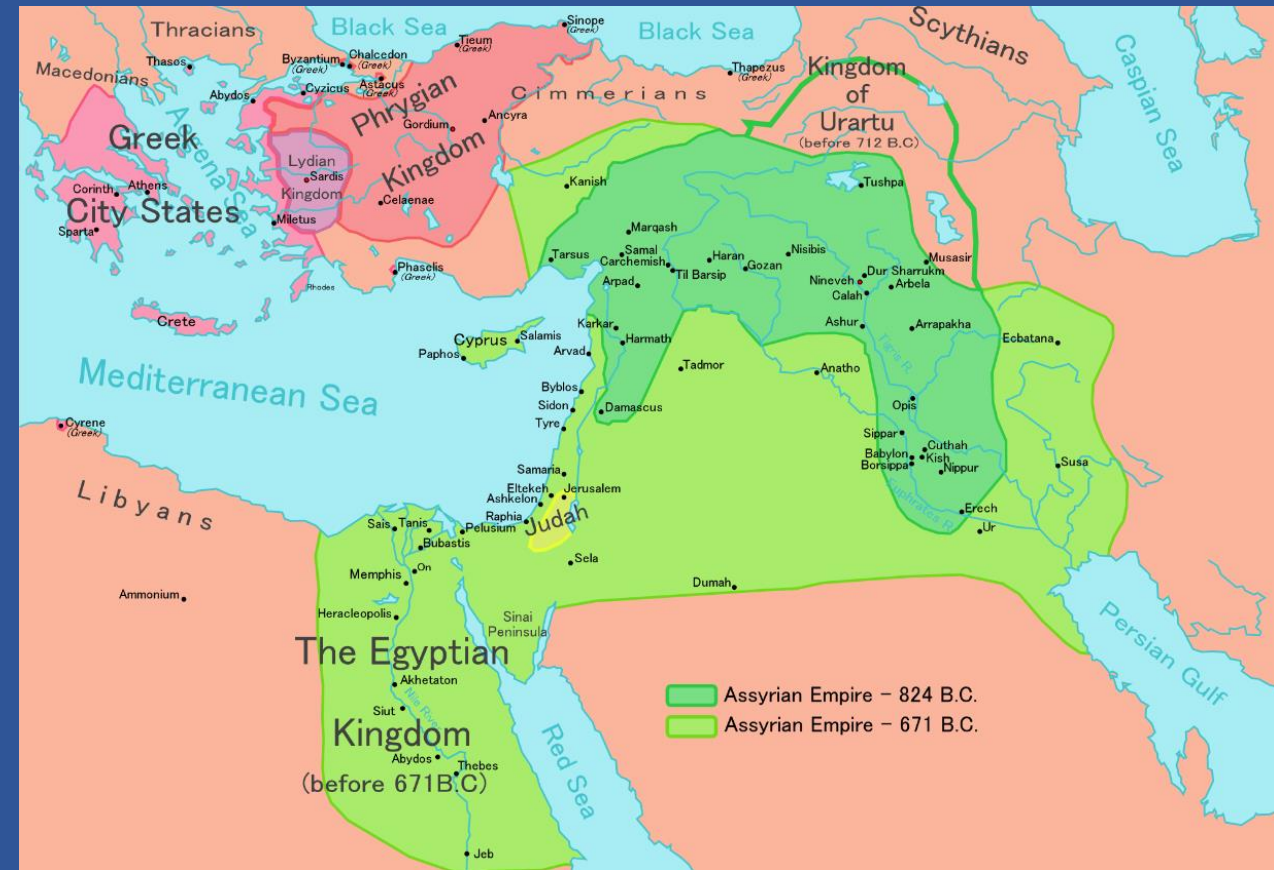 Black Sea
Black Sea
Caspian Sea
Scythians
Thracians
Macedonians
Thasos
Byzantium
(Greek)
Chalcedon
(Greek)
Astacus
(Greek)
Tieum
(Greek)
Sinope
(Greek)
Thapezus
(Greek)
Cimmerians
Kingdom
of
Urartu
(before 712 B.C)
Abydos
Cyzicus
Phrygian
Kingdom
Gordium
Ancyra
Greek
City States
Corinth
Athens
Sparta
Lydian
Kingdom
Sardis
Miletus
Celaenae
Phaselis
(Greek)
Rhodes
Crete
Kanish
Tushpa
Marqash
Samal
Carchemish
Til Barsip
Tarsus
Arpad
Haran
Gozan
Nisibis
Musasir
Dur Sharrukm
Nineveh
Arbela
Calah
Ashur
Arrapakha
Ecbatana
Karkar
Harmath
Cyprus
Salamis
Paphos
Arvad
Tadmor
Anatho
Tigris R.
Mediterranean Sea
Byblos
Sidon
Tyre
Damascus
Opis
Sippar
Cuthah
Babylon
Kish
Borsippa
Nippur
Susa
Euphrates R.
Erech
Ur
Cyrene
(Greek)
Libyans
Samaria
Eltekeh
Jerusalem
Ashkelon
Raphia
Judah
Sais
Tanis
Pelusium
Bubastis
Sela
Dumah
On
Memphis
Ammonium
Heracleopolis
Sinai
Peninsula
Persian Gulf
The Egyptian
Kingdom
(before 671B.C)
Akhetaton
Siut
Abydos
Thebes
Jeb
Red Sea
Assyrian Empire - 824 B.C.
Assyrian Empire - 671 B.C.